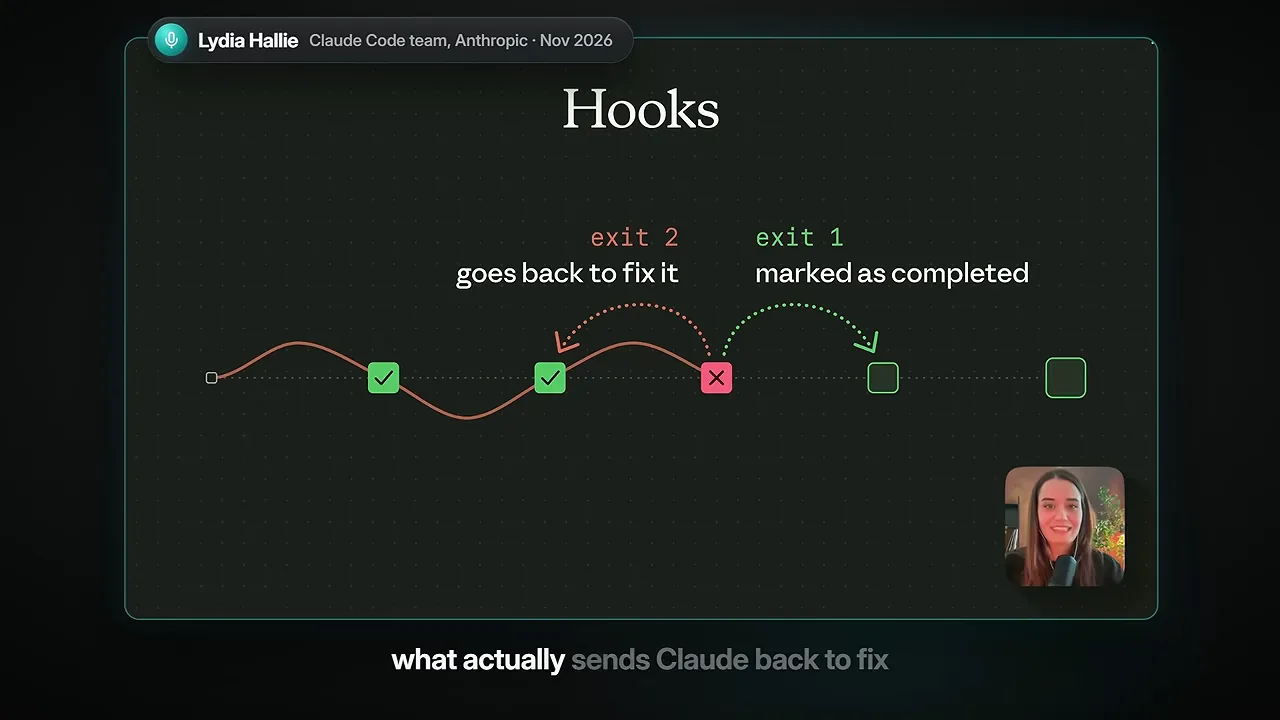 Lydia Hallie Claude Code team, Anthropic · Nov 2026
Hooks
exit 2
goes back to fix it
exit 1
marked as completed
what actually sends Claude back to fix